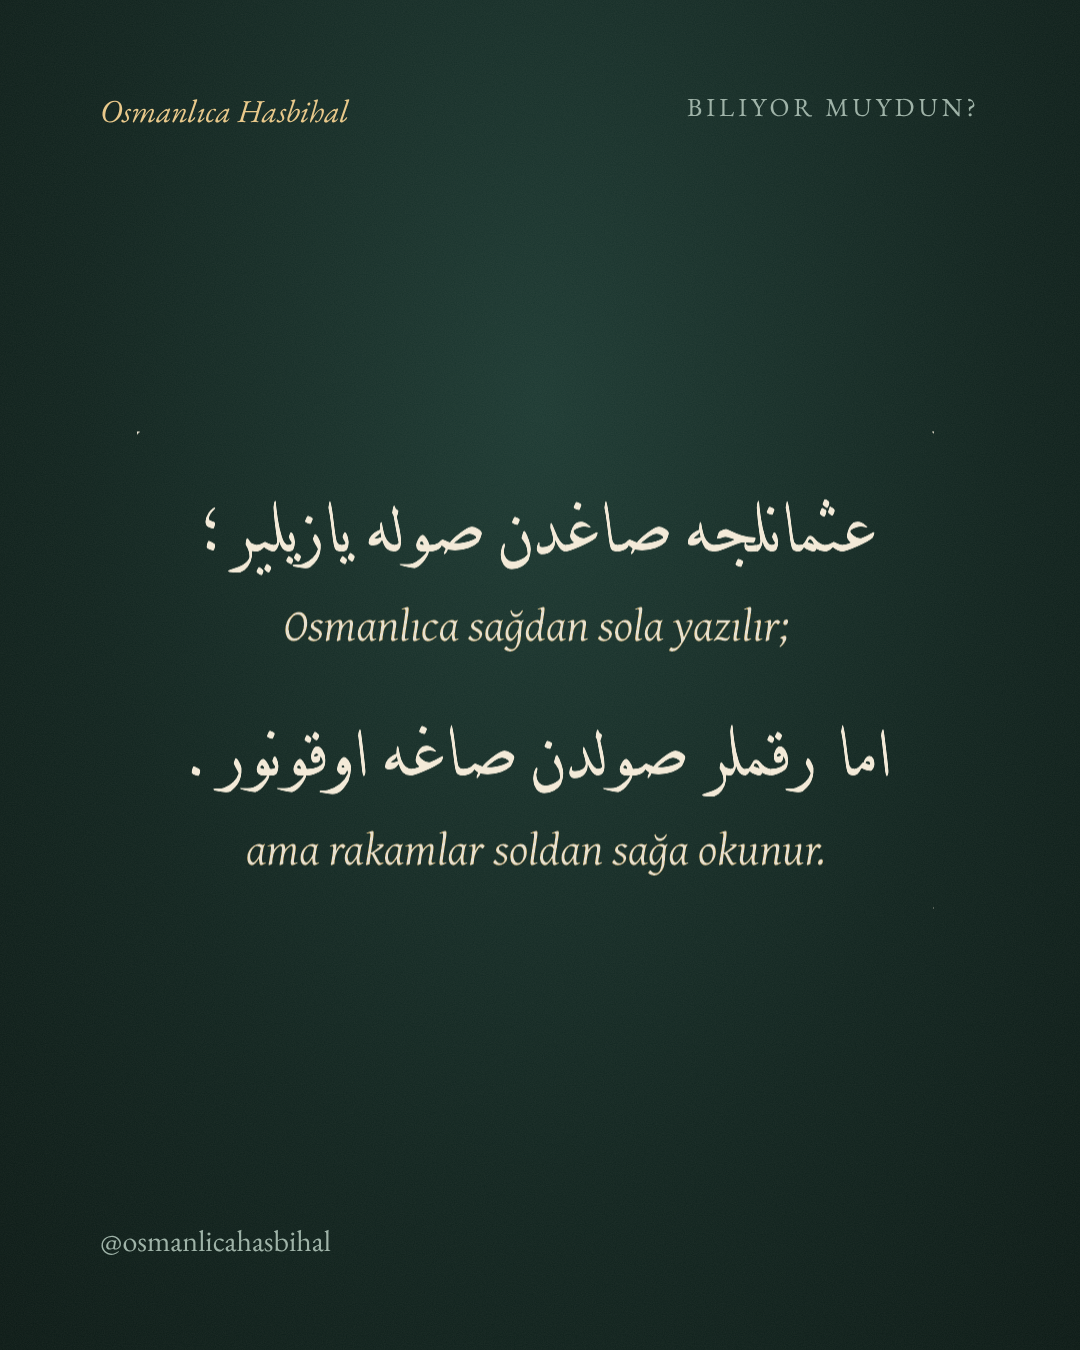 Osmanlıca Hasbihal
BILIYOR MUYDUN?
عثمانلجه صاغدن صوله يازيلير؛
Osmanlıca sağdan sola yazılır;
اما رقملر صولدن صاغه اوقونور.
ama rakamlar soldan sağa okunur.
@osmanlicahasbihal